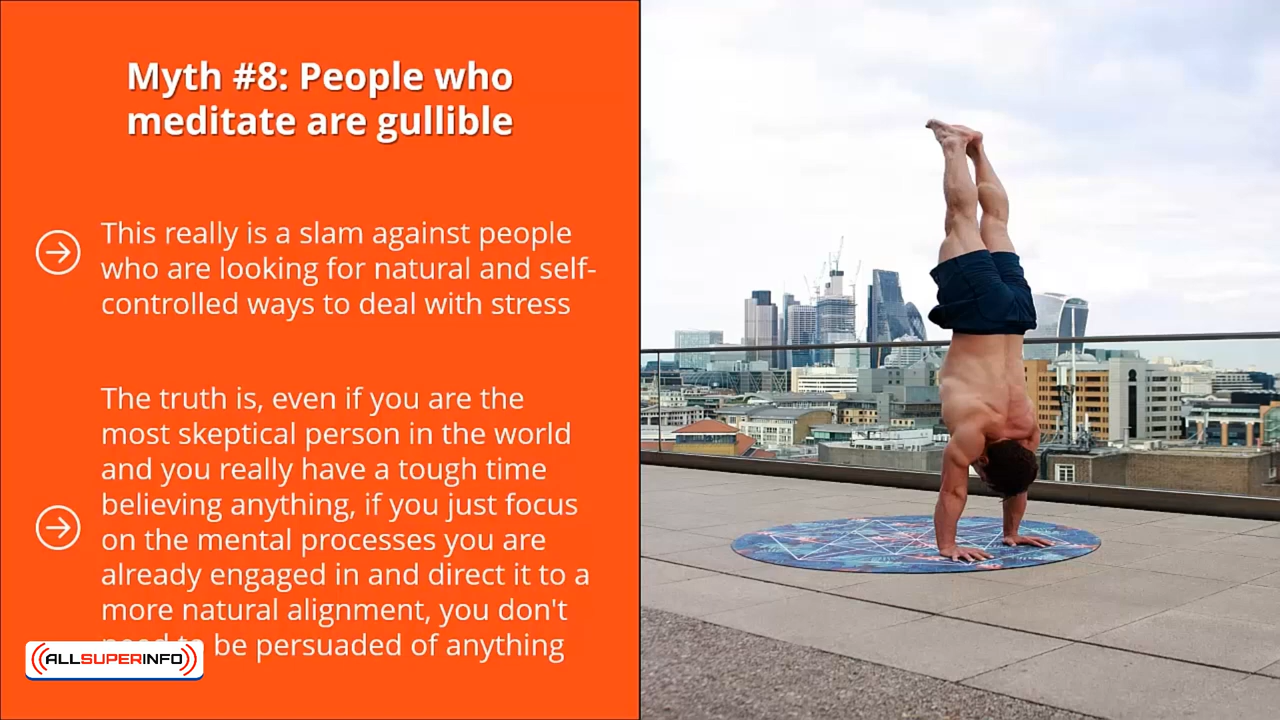 Myth #8: People who
meditate are gullible
This really is a slam against people
who are looking for natural and self-
controlled ways to deal with stress
The truth is, even if you are the
most skeptical person in the world
and you really have a tough time
believing anything, if you just focus
on the mental processes you are
already engaged in and direct it to a
more natural alignment, you don't
need to be persuaded of anything
ALLSUPERINFO